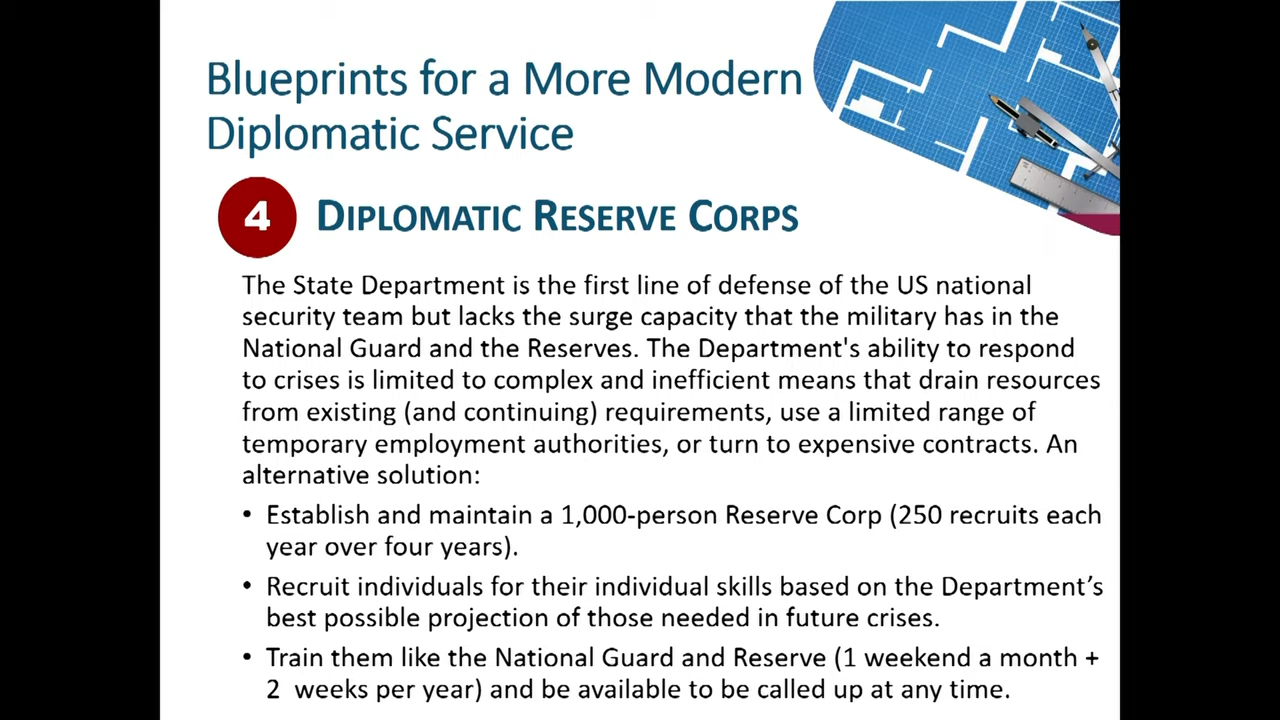 Blueprints for a More Modern
Diplomatic Service
4 DIPLOMATIC RESERVE CORPS
The State Department is the first line of defense of the US national
security team but lacks the surge capacity that the military has in the
National Guard and the Reserves. The Department's ability to respond
to crises is limited to complex and inefficient means that drain resources
from existing (and continuing) requirements, use a limited range of
temporary employment authorities, or turn to expensive contracts. An
alternative solution:
• Establish and maintain a 1,000-person Reserve Corp (250 recruits each
year over four years).
• Recruit individuals for their individual skills based on the Department’s
best possible projection of those needed in future crises.
• Train them like the National Guard and Reserve (1 weekend a month +
2  weeks per year) and be available to be called up at any time.